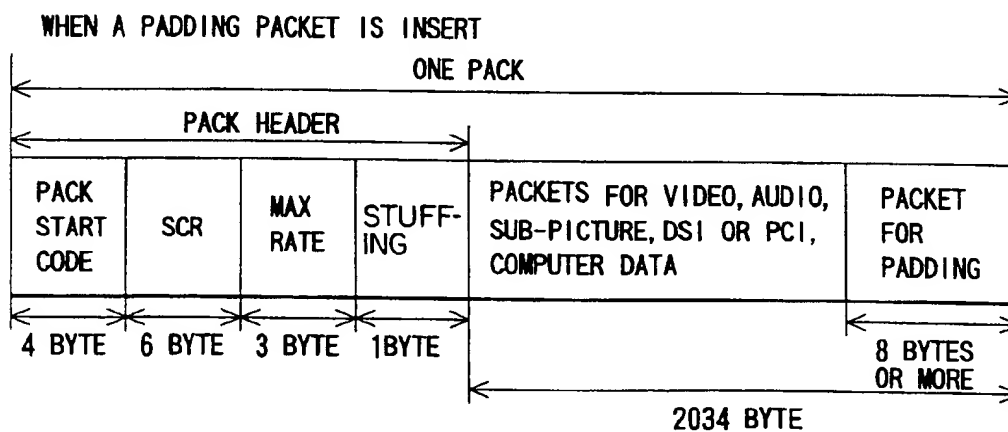 WHEN A PADDING PACKET IS INSERT
ONE PACK
PACK HEADER
PACK
START
CODE
SCR
MAX
RATE
STUFF-
ING
PACKETS FOR VIDEO, AUDIO,
SUB-PICTURE, DSI OR PCI,
COMPUTER DATA
PACKET
FOR
PADDING
4 BYTE
6 BYTE
3 BYTE
1BYTE
8 BYTES
OR MORE
2034 BYTE